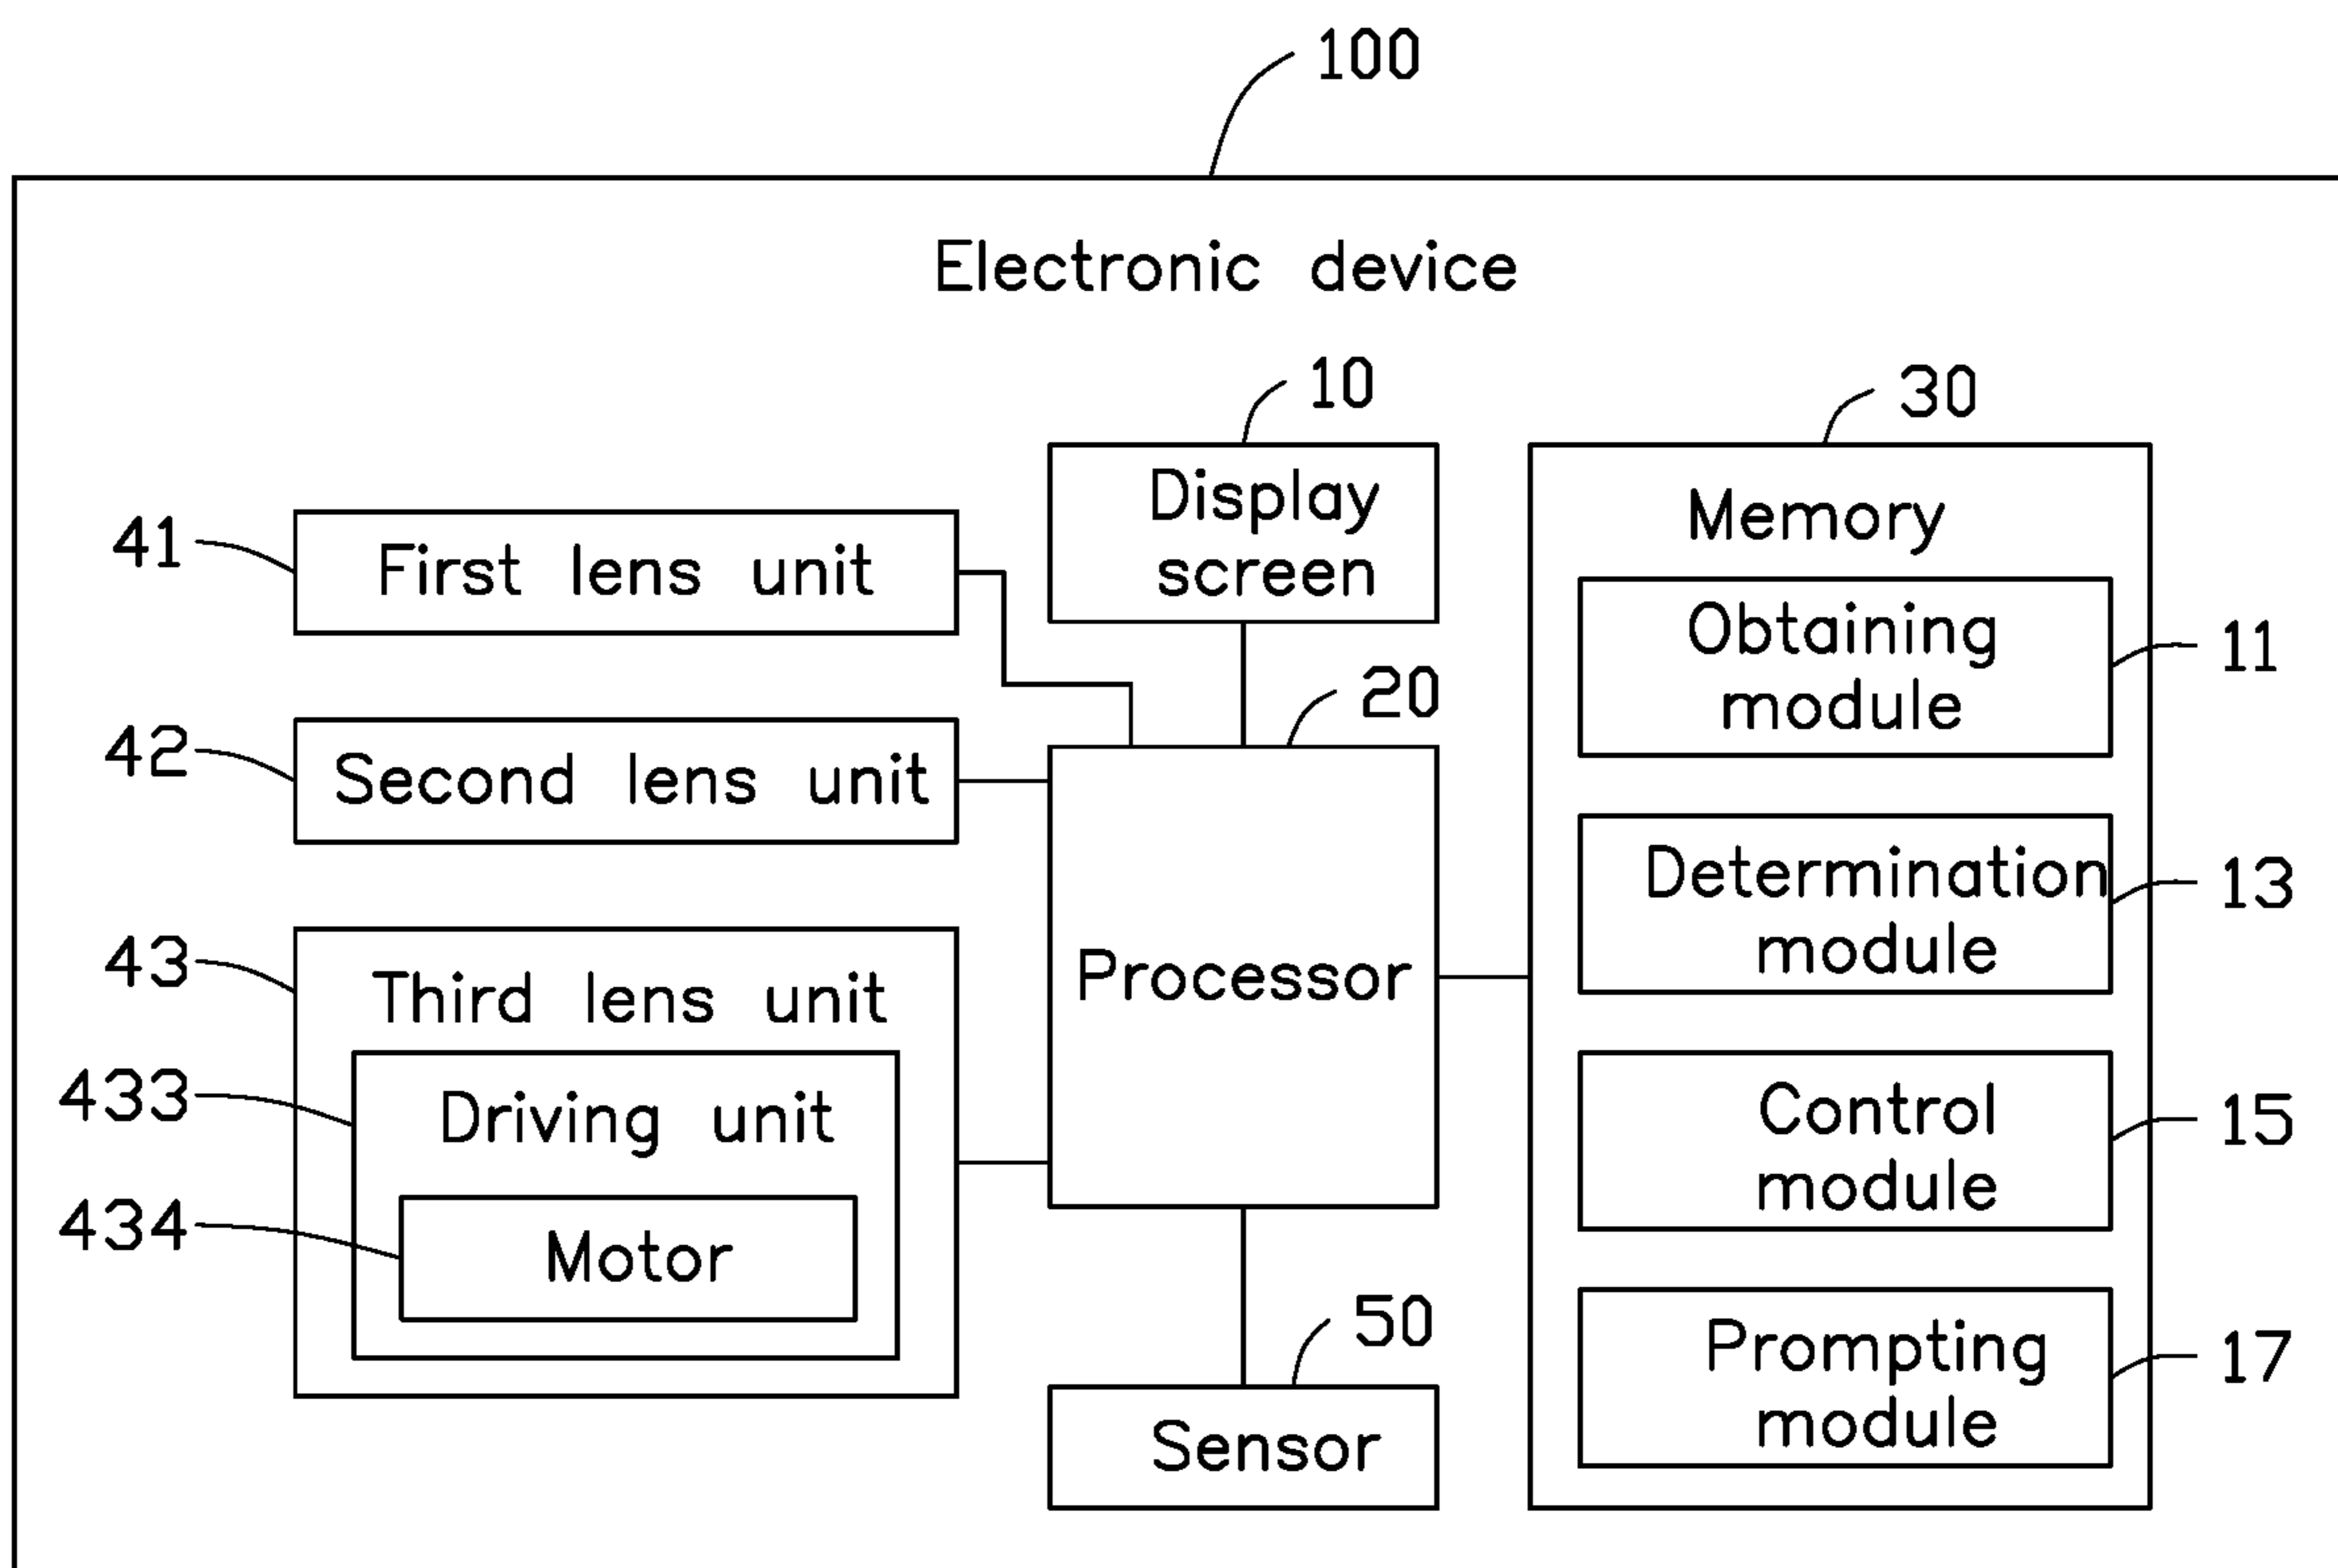 100
Electronic device
10
30
Display
screen
Memory
41
First lens unit
Obtaining
module
11
20
42
Second lens unit
Determination
module
13
43
Third lens unit
Processor
433
Driving unit
Control
module
15
434
Motor
50
Prompting
module
17
Sensor